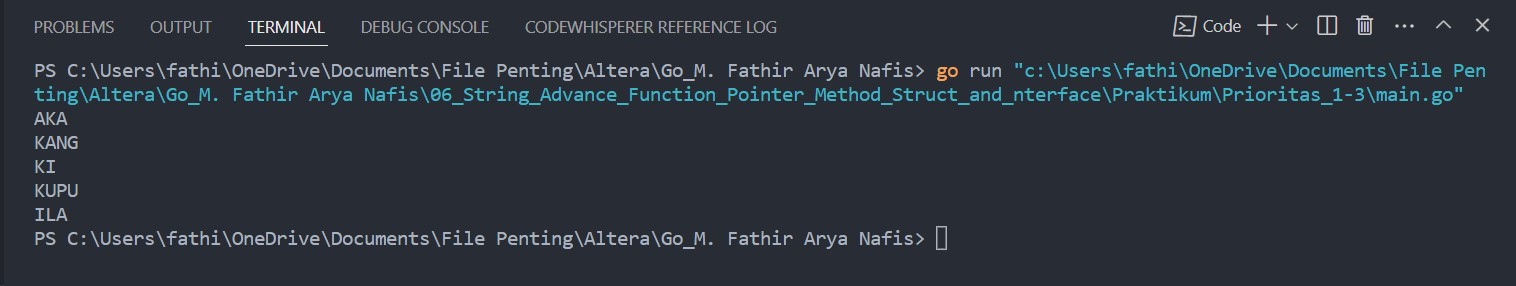 PROBLEMS OUTPUT TERMINAL DEBUG CONSOLE CODEWHISPERER REFERENCE LOG Code
PS C:\Users\fathi\OneDrive\Documents\File Penting\Altera\Go_M. Fathir Arya Nafis> go run "c:\Users\fathi\OneDrive\Documents\File Pen
ting\Altera\Go_M. Fathir Arya Nafis\06_String_Advance_Function_Pointer_Method_Struct_and_nterface\Praktikum\Prioritas_1-3\main.go"
AKA
KANG
KI
KUPU
ILA
PS C:\Users\fathi\OneDrive\Documents\File Penting\Altera\Go_M. Fathir Arya Nafis>